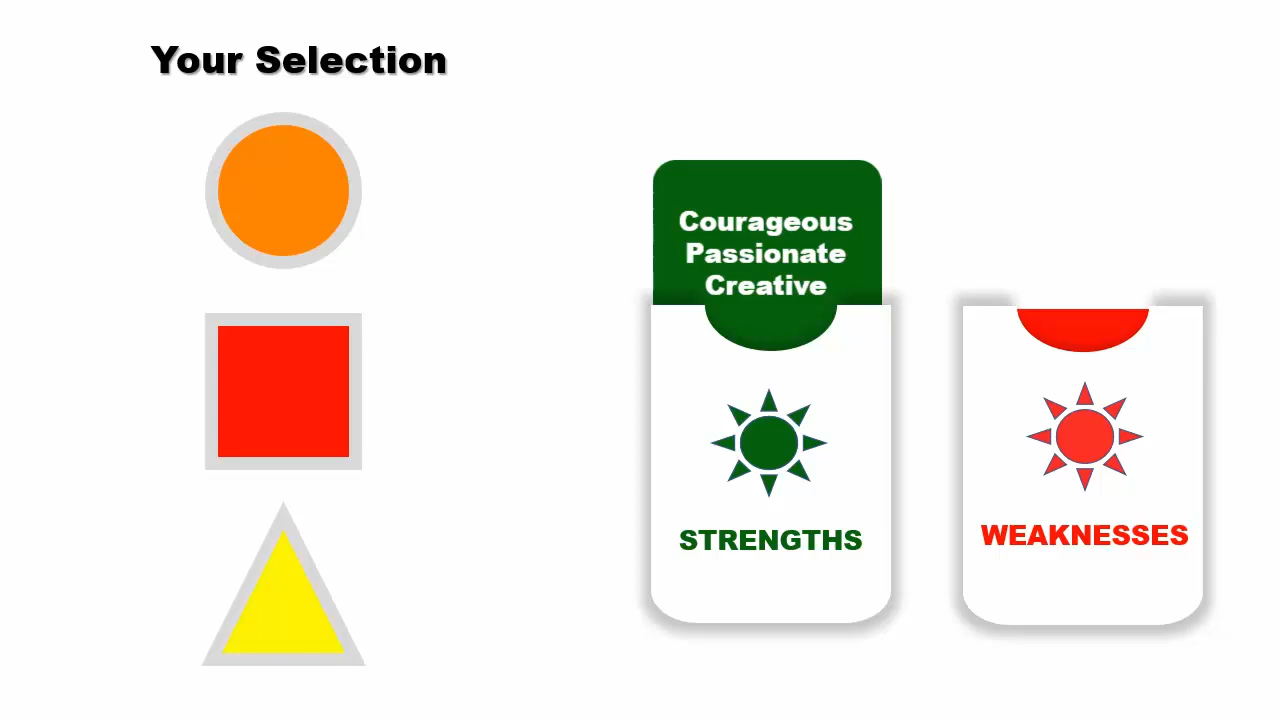 Your Selection
Courageous
Passionate
Creative
STRENGTHS
WEAKNESSES